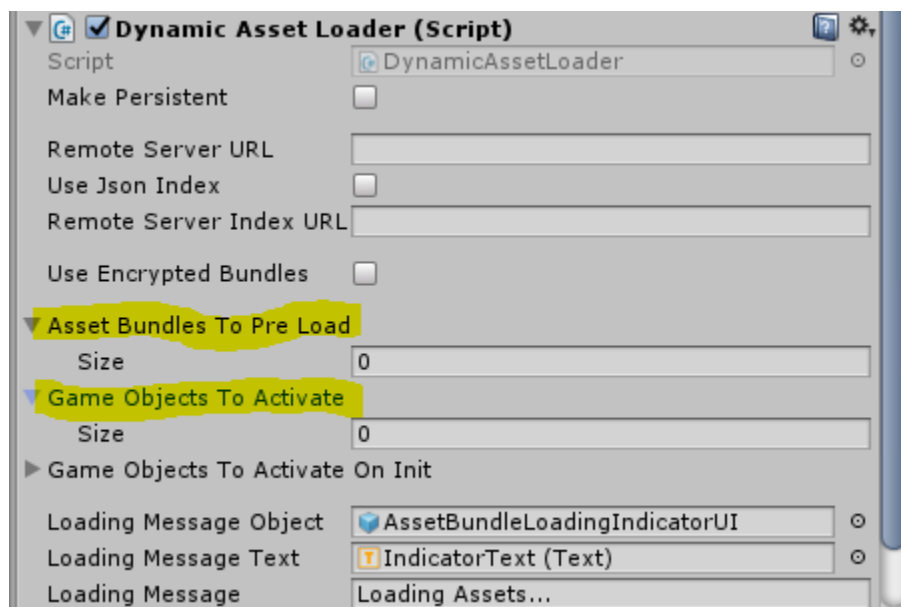 Dynamic Asset Loader (Script)
Script DynamicAssetLoader
Make Persistent
Remote Server URL
Use Json Index
Remote Server Index URL
Use Encrypted Bundles
Asset Bundles To Pre Load
Size 0
Game Objects To Activate
Size 0
Game Objects To Activate On Init
Loading Message Object AssetBundleLoadingIndicatorUI
Loading Message Text IndicatorText (Text)
Loading Message Loading Assets...